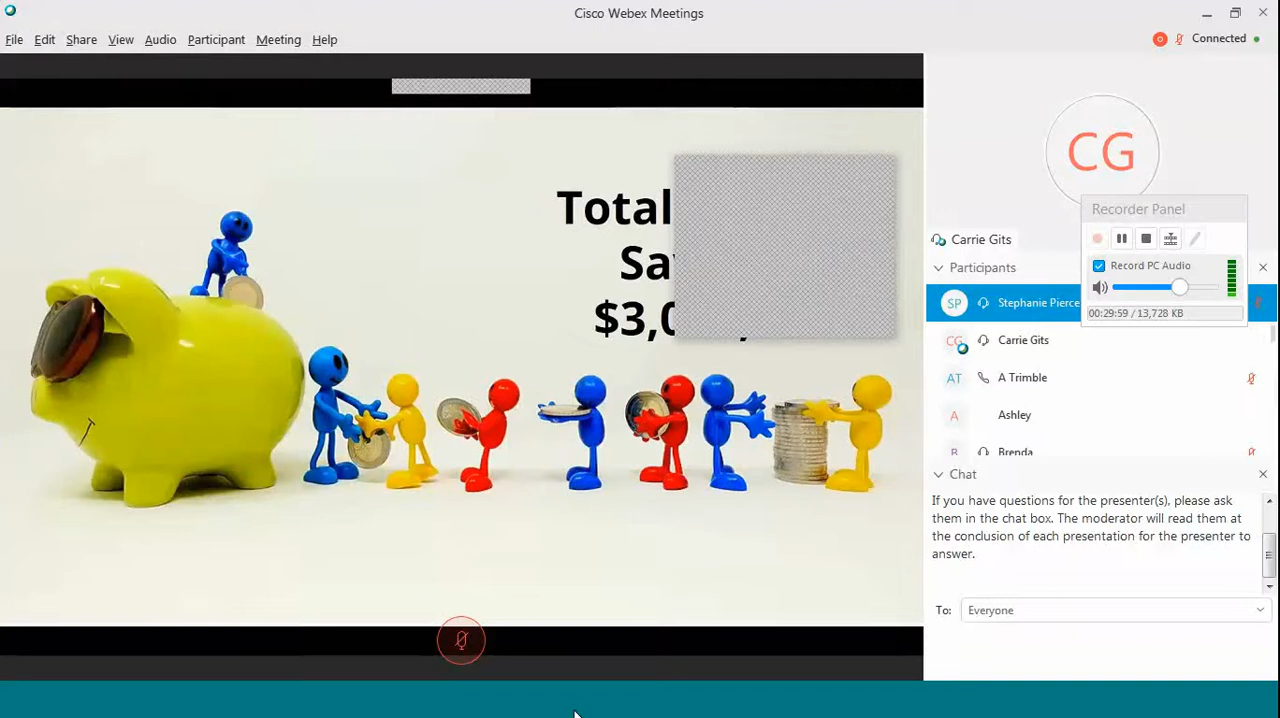 Cisco Webex Meetings
File Edit Share View Audio Participant Meeting Help
Connected
Total
$3,0
CG
Carrie Gits
Recorder Panel
Record PC Audio
00:29:59 / 13,728 KB
Participants
SP Stephanie Pierce
CG Carrie Gits
AT A Trimble
A Ashley
B Brenda
Chat
If you have questions for the presenter(s), please ask
them in the chat box. The moderator will read them at
the conclusion of each presentation for the presenter to
answer.
To: Everyone